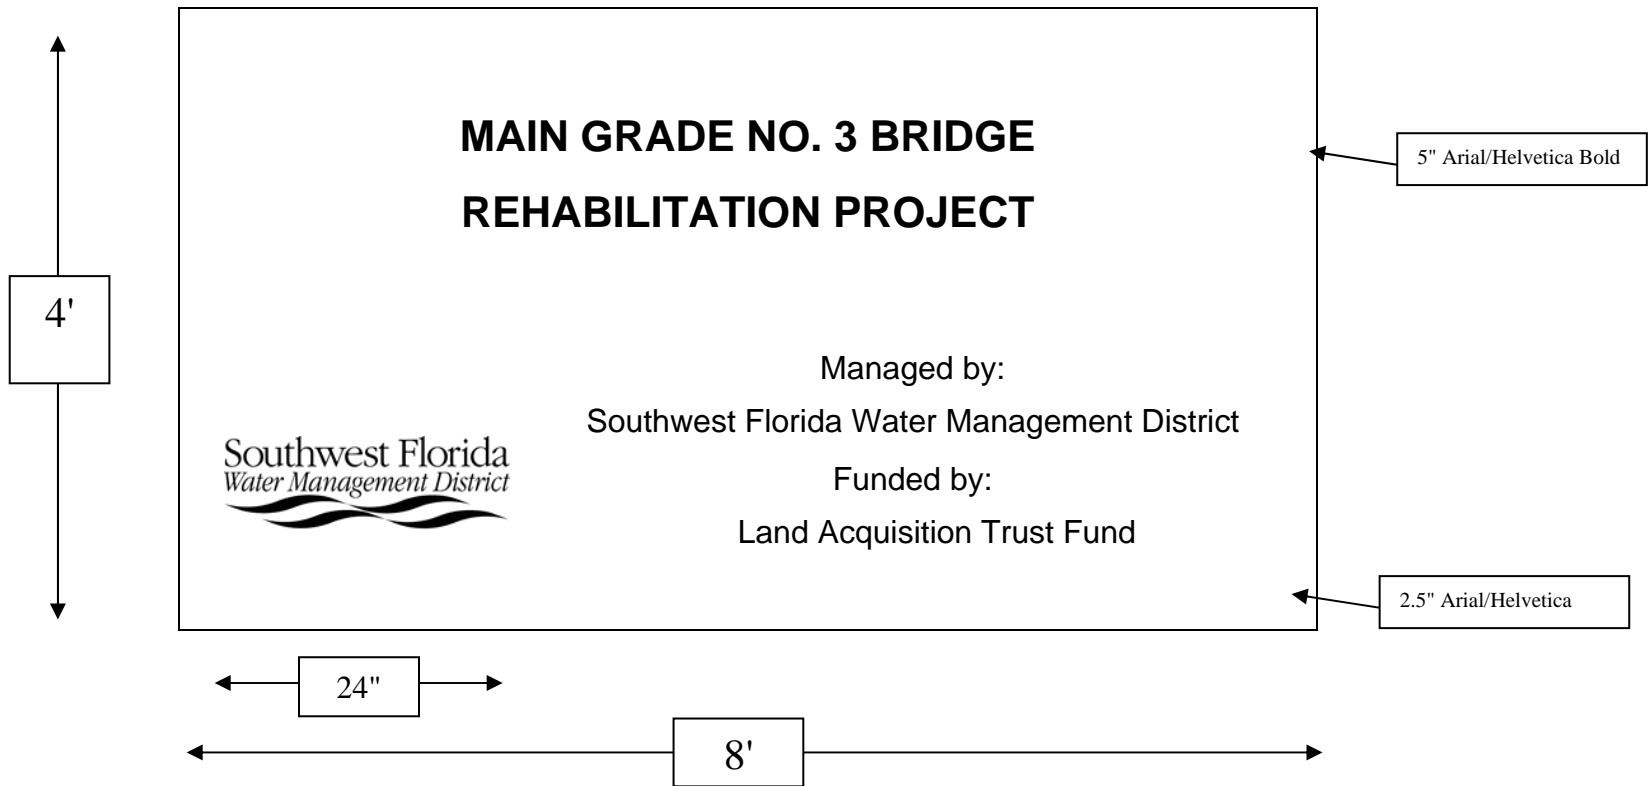 MAIN GRADE NO. 3 BRIDGE
REHABILITATION PROJECT
5" Arial/Helvetica Bold
4'
Managed by:
Southwest Florida Water Management District
Funded by:
Land Acquisition Trust Fund
Southwest Florida
Water Management District
2.5" Arial/Helvetica
24"
8'